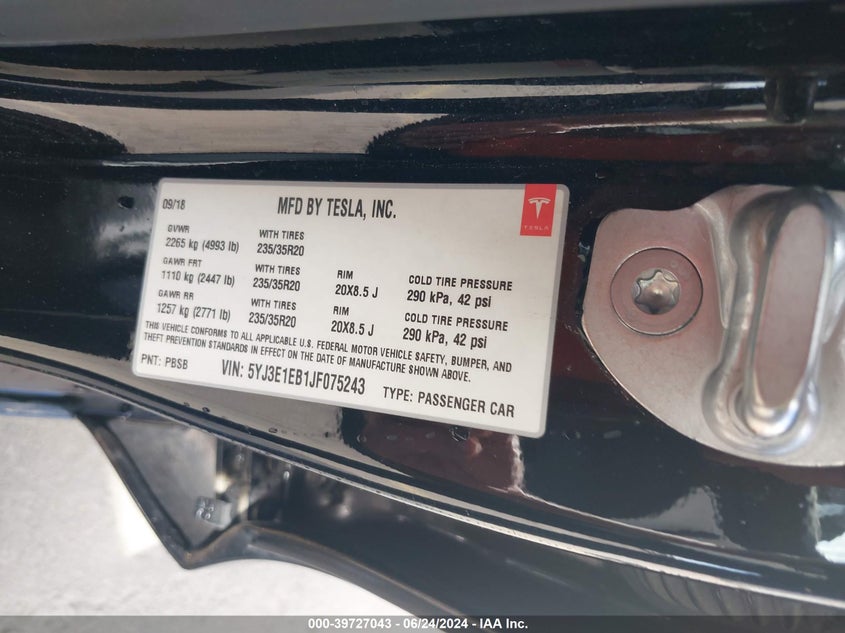 09/18 MFD BY TESLA, INC.
TESLA
GVWR
2265 kg (4993 lb) WITH TIRES 235/35R20
GAWR FRT
1110 kg (2447 lb) WITH TIRES 235/35R20 RIM 20X8.5 J COLD TIRE PRESSURE 290 kPa, 42 psi
GAWR RR
1257 kg (2771 lb) WITH TIRES 235/35R20 RIM 20X8.5 J COLD TIRE PRESSURE 290 kPa, 42 psi
THIS VEHICLE CONFORMS TO ALL APPLICABLE U.S. FEDERAL MOTOR VEHICLE SAFETY, BUMPER, AND
THEFT PREVENTION STANDARDS IN EFFECT ON THE DATE OF MANUFACTURE SHOWN ABOVE.
PNT: PBSB VIN: 5YJ3E1EB1JF075243 TYPE: PASSENGER CAR
000-39727043 - 06/24/2024 - IAA Inc.